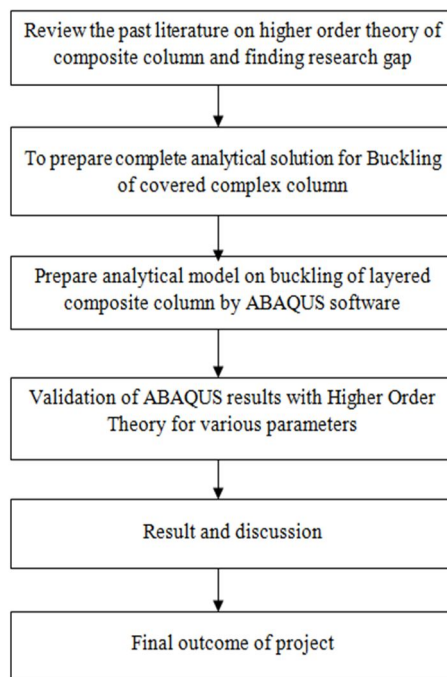 Review the past literature on higher order theory of
composite column and finding research gap
To prepare complete analytical solution for Buckling
of covered complex column
Prepare analytical model on buckling of layered
composite column by ABAQUS software
Validation of ABAQUS results with Higher Order
Theory for various parameters
Result and discussion
Final outcome of project